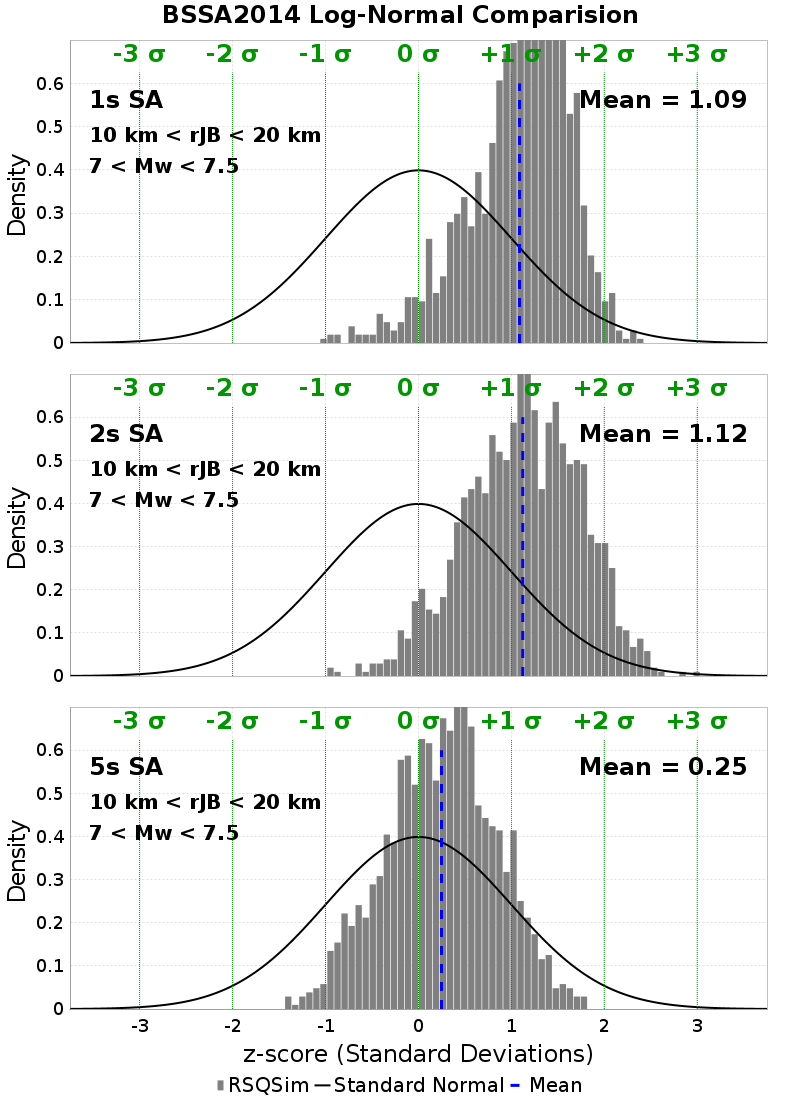 BSSA2014 Log-Normal Comparision
-3 σ -2 σ -1 σ 0 σ +1 σ +2 σ +3 σ
0.6
1s SA Mean = 1.09
0.5
10 km < rJB < 20 km
7 < Mw < 7.5
0.4
Density
0.3
0.2
0.1
0
-3 σ -2 σ -1 σ 0 σ +1 σ +2 σ +3 σ
0.6
2s SA Mean = 1.12
0.5
10 km < rJB < 20 km
7 < Mw < 7.5
0.4
Density
0.3
0.2
0.1
0
-3 σ -2 σ -1 σ 0 σ +1 σ +2 σ +3 σ
0.6
5s SA Mean = 0.25
0.5
10 km < rJB < 20 km
7 < Mw < 7.5
0.4
Density
0.3
0.2
0.1
0
-3 -2 -1 0 1 2 3
z-score (Standard Deviations)
RSQSim Standard Normal Mean